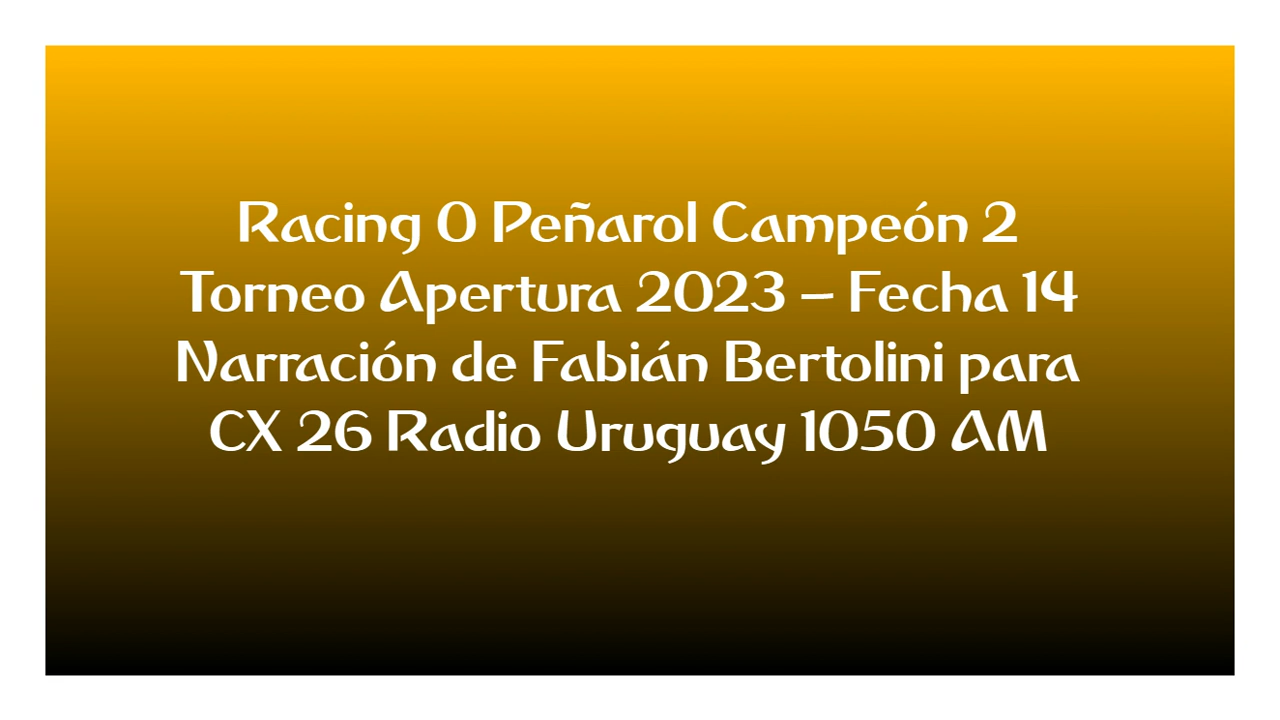 Racing 0 Peñarol Campeón 2
Torneo Apertura 2023 – Fecha 14
Narración de Fabián Bertolini para
CX 26 Radio Uruguay 1050 AM